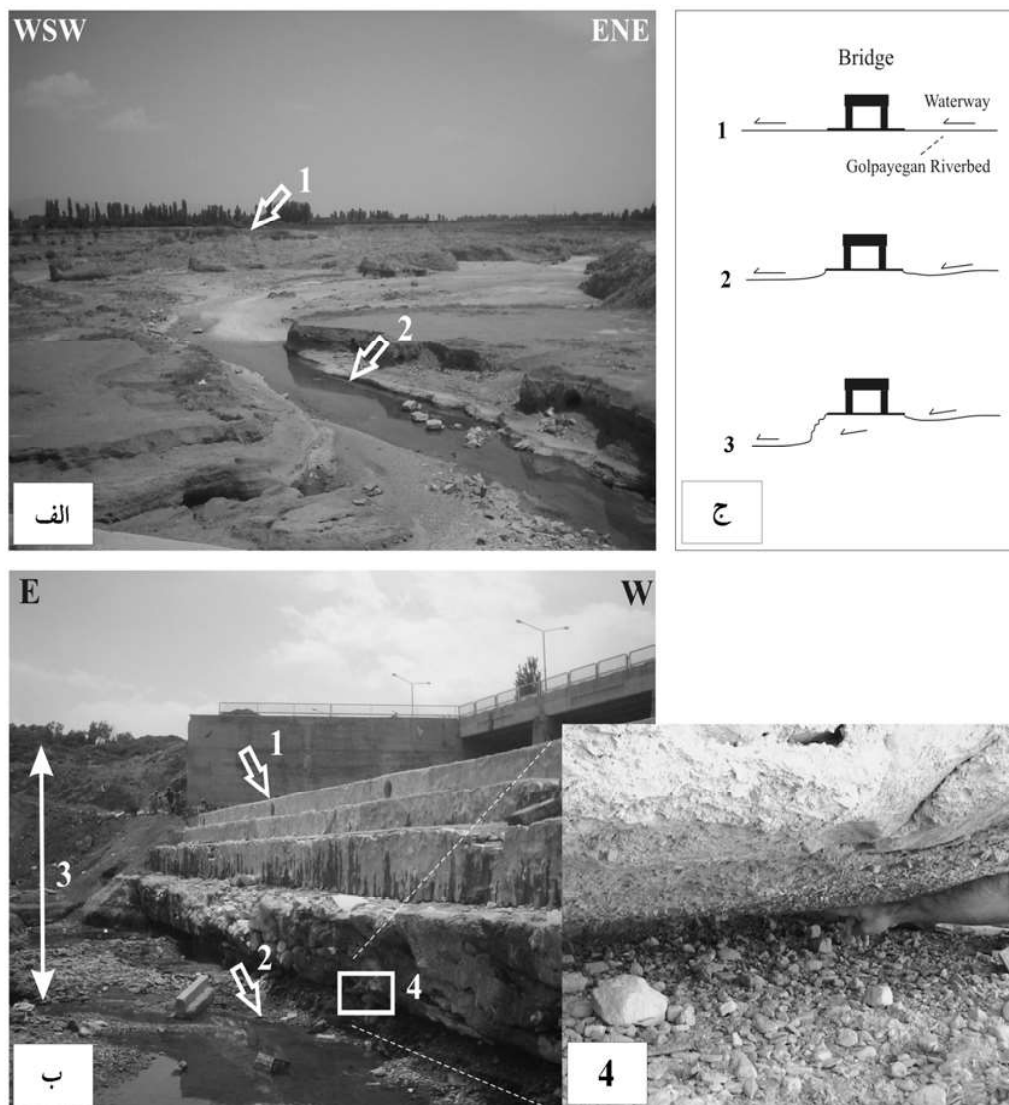 WSW ENE
1
2
الف
Bridge
Waterway
1
Golpayegan Riverbed
2
3
ج
E W
1
3
2
4
ب
4